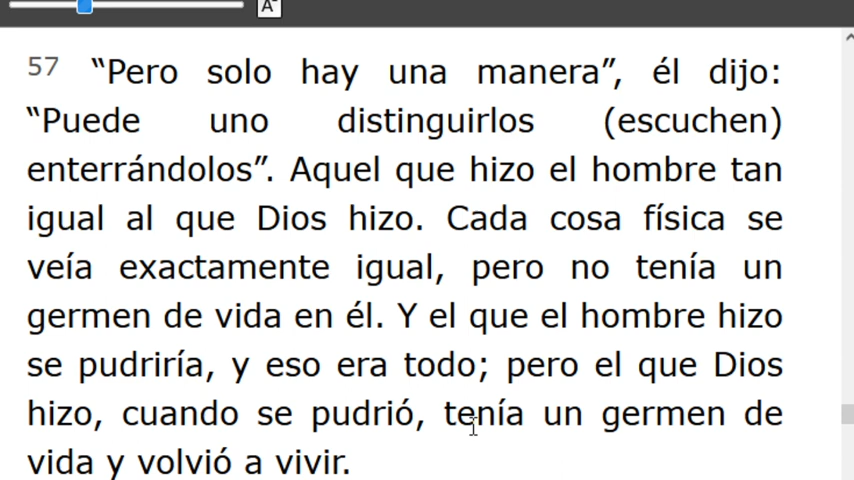 A
57 “Pero solo hay una manera”, él dijo:
“Puede uno distinguirlos (escuchen)
enterrándolos”. Aquel que hizo el hombre tan
igual al que Dios hizo. Cada cosa física se
veía exactamente igual, pero no tenía un
germen de vida en él. Y el que el hombre hizo
se pudriría, y eso era todo; pero el que Dios
hizo, cuando se pudrió, tenía un germen de
vida y volvió a vivir.